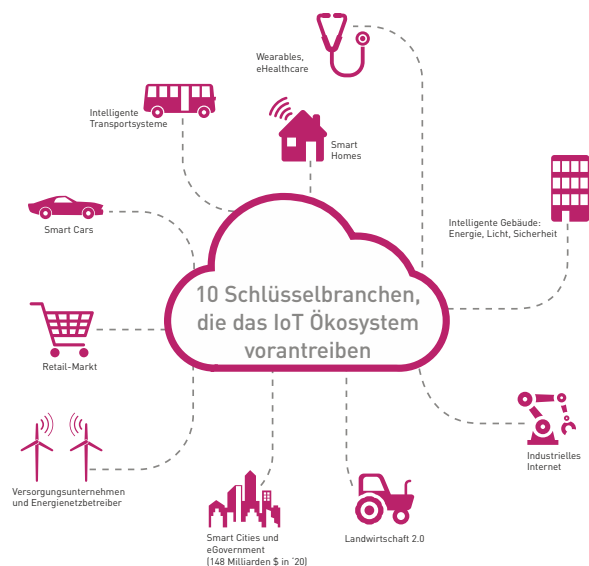 Wearables,
eHealthcare
Intelligente
Transportsysteme
Smart
Homes
Smart Cars
Intelligente Gebäude:
Energie, Licht, Sicherheit
10 Schlüsselbranchen,
die das IoT Ökosystem
vorantreiben
Retail-Markt
Industrielles
Internet
Versorgungsunternehmen
und Energienetzbetreiber
Smart Cities und
eGovernment
(148 Milliarden $ in ´20)
Landwirtschaft 2.0